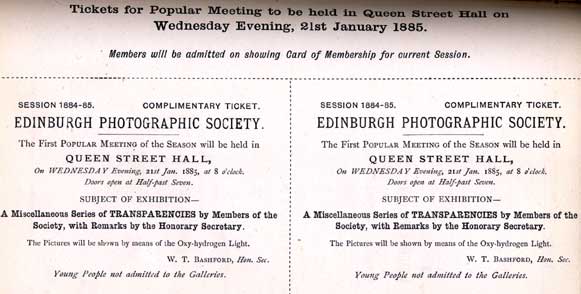 Tickets for Popular Meeting to be held in Queen Street Hall on
Wednesday Evening, 21st January 1885.
Members will be admitted on showing Card of Membership for current Session.
SESSION 1884-85. COMPLIMENTARY TICKET.
EDINBURGH PHOTOGRAPHIC SOCIETY.
The First POPULAR MEETING of the SEASON will be held in
QUEEN STREET HALL,
On WEDNESDAY Evening, 21st Jan. 1885, at 8 o'clock.
Doors open at Half-past Seven.
SUBJECT OF EXHIBITION—
A Miscellaneous Series of TRANSPARENCIES by Members of the
Society, with Remarks by the Honorary Secretary.
The Pictures will be shown by means of the Oxy-hydrogen Light.
W. T. BASHFORD, Hon. Sec.
Young People not admitted to the Galleries.
SESSION 1884-85. COMPLIMENTARY TICKET.
EDINBURGH PHOTOGRAPHIC SOCIETY.
The First POPULAR MEETING of the SEASON will be held in
QUEEN STREET HALL,
On WEDNESDAY Evening, 21st Jan. 1885, at 8 o'clock.
Doors open at Half-past Seven.
SUBJECT OF EXHIBITION—
A Miscellaneous Series of TRANSPARENCIES by Members of the
Society, with Remarks by the Honorary Secretary.
The Pictures will be shown by means of the Oxy-hydrogen Light.
W. T. BASHFORD, Hon. Sec.
Young People not admitted to the Galleries.